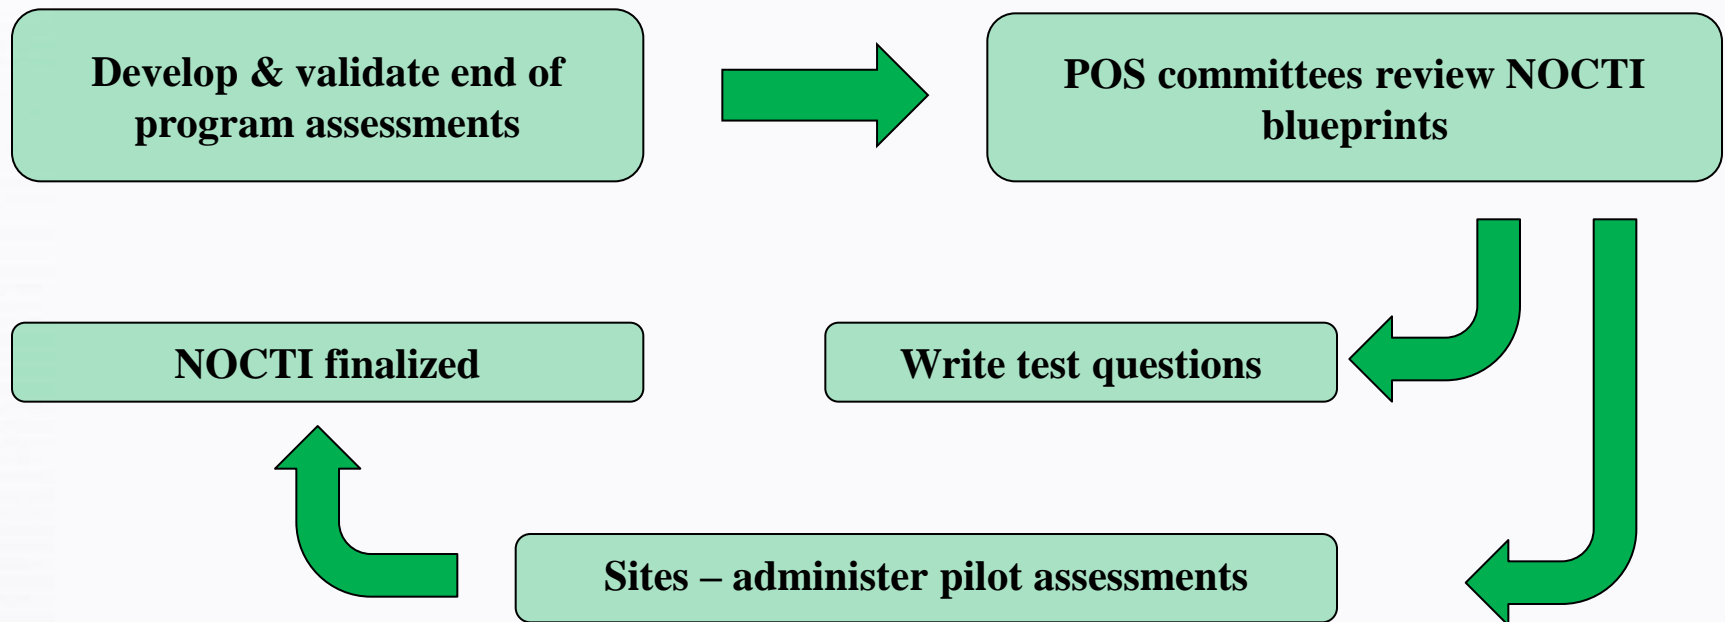 Develop & validate end of
program assessments
POS committees review NOCTI
blueprints
NOCTI finalized
Write test questions
Sites – administer pilot assessments